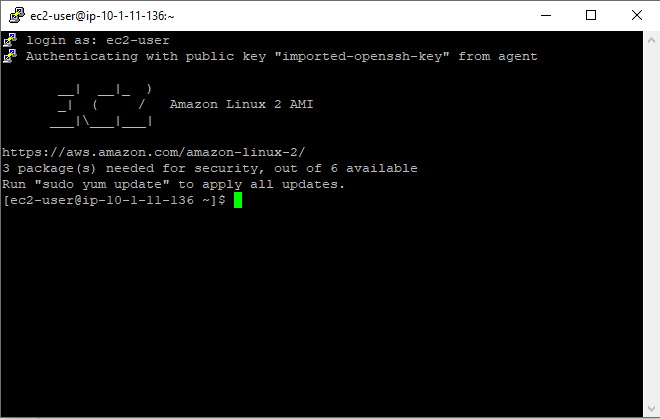 ec2-user@ip-10-1-11-136:~
login as: ec2-user
Authenticating with public key "imported-openssh-key" from agent
       __|  __|_  )
       _|  (     /   Amazon Linux 2 AMI
      ___|\___|___|
https://aws.amazon.com/amazon-linux-2/
3 package(s) needed for security, out of 6 available
Run "sudo yum update" to apply all updates.
[ec2-user@ip-10-1-11-136 ~]$